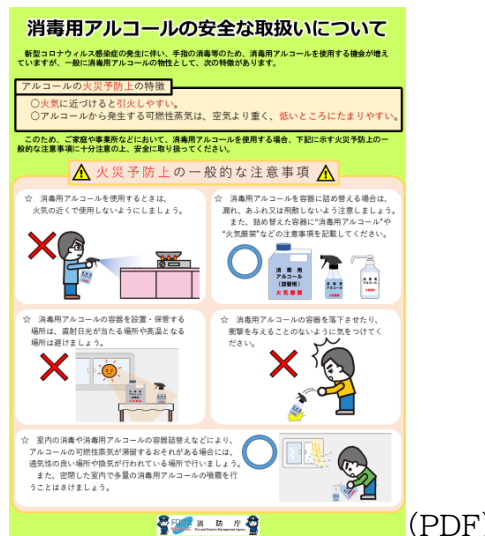 消毒用アルコールの安全な取扱いについて
新型コロナウィルス感染症の発生に伴い、手指の消毒等のため、消毒用アルコールを使用する機会が増え
ていますが、一般に消毒用アルコールの物性として、次の特徴があります。
アルコールの火災予防上の特徴
○火気に近づけると引火しやすい。
○アルコールから発生する可燃性蒸気は、空気より重く、低いところにたまりやすい。
このため、ご家庭や事業所などにおいて、消毒用アルコールを使用する場合、下記に示す火災予防上の一
般的な注意事項に十分注意の上、安全に取り扱ってください。
火災予防上の一般的な注意事項
☆ 消毒用アルコールを使用するときは、
火気の近くで使用しないようにしましょう。
☆ 消毒用アルコールを容器に詰め替える場合は、
漏れ、あふれ又は飛散しないよう注意しましょう。
また、詰め替えた容器に“消毒用アルコール”や
“火気厳禁”などの注意事項を記載してください。
消毒用
アルコール
(詰替用)
火気厳禁
☆ 消毒用アルコールの容器を設置・保管する
場所は、直射日光が当たる場所や高温となる
場所は避けましょう。
☆ 消毒用アルコールの容器を落下させたり、
衝撃を与えることのないように気をつけてく
ださい。
☆ 室内の消毒や消毒用アルコールの容器詰替えなどにより、
アルコールの可燃性蒸気が滞留するおそれがある場合には、
通気性の良い場所や換気が行われている場所で行いましょう。
また、密閉した室内で多量の消毒用アルコールの噴霧を行
うことはさけましょう。
FDMA 消防庁
(PDF)